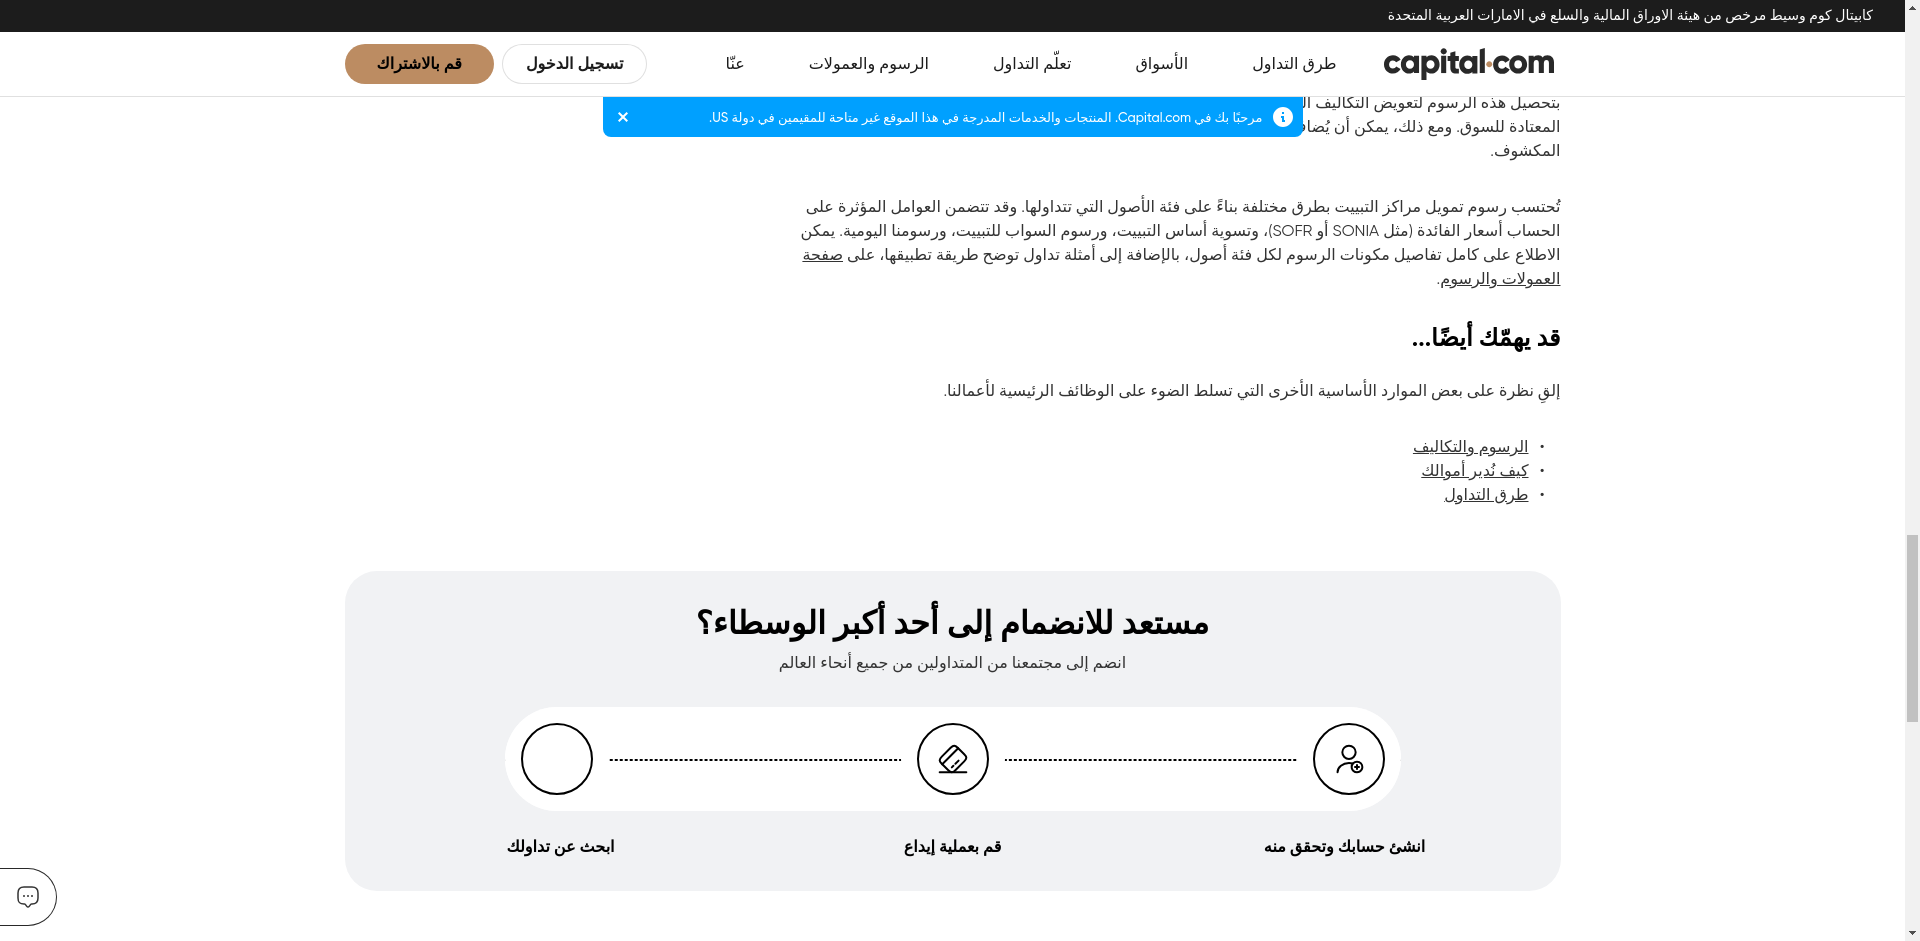 كابيتال كوم وسيط مرخص من هيئة الاوراق المالية والسلع في الامارات العربية المتحدة
capital.com
طرق التداول
الأسواق
تعلّم التداول
الرسوم والعمولات
عنّا
تسجيل الدخول
قم بالاشتراك
مرحبًا بك في Capital.com. المنتجات والخدمات المدرجة في هذا الموقع غير متاحة للمقيمين في دولة US.
بتحصيل هذه الرسوم لتعويض التكاليف
المعتادة للسوق. ومع ذلك، يمكن أن
المكشوف.
تُحتسب رسوم تمويل مراكز التبييت بطرق مختلفة بناءً على فئة الأصول التي تتداولها. وقد تتضمن العوامل المؤثرة على
الحساب أسعار الفائدة (مثل SONIA أو SOFR)، وتسوية أساس التبييت، ورسوم السواب للتبييت، ورسومنا اليومية. يمكن
الاطلاع على كامل تفاصيل مكونات الرسوم لكل فئة أصول، بالإضافة إلى أمثلة تداول توضح طريقة تطبيقها، على صفحة
العمولات والرسوم.
قد يهمّك أيضًا...
إلقِ نظرة على بعض الموارد الأساسية الأخرى التي تسلط الضوء على الوظائف الرئيسية لأعمالنا.
• الرسوم والتكاليف
• كيف نُدير أموالك
• طرق التداول
مستعد للانضمام إلى أحد أكبر الوسطاء؟
انضم إلى مجتمعنا من المتداولين من جميع أنحاء العالم
انشئ حسابك وتحقق منه
قم بعملية إيداع
ابحث عن تداولك